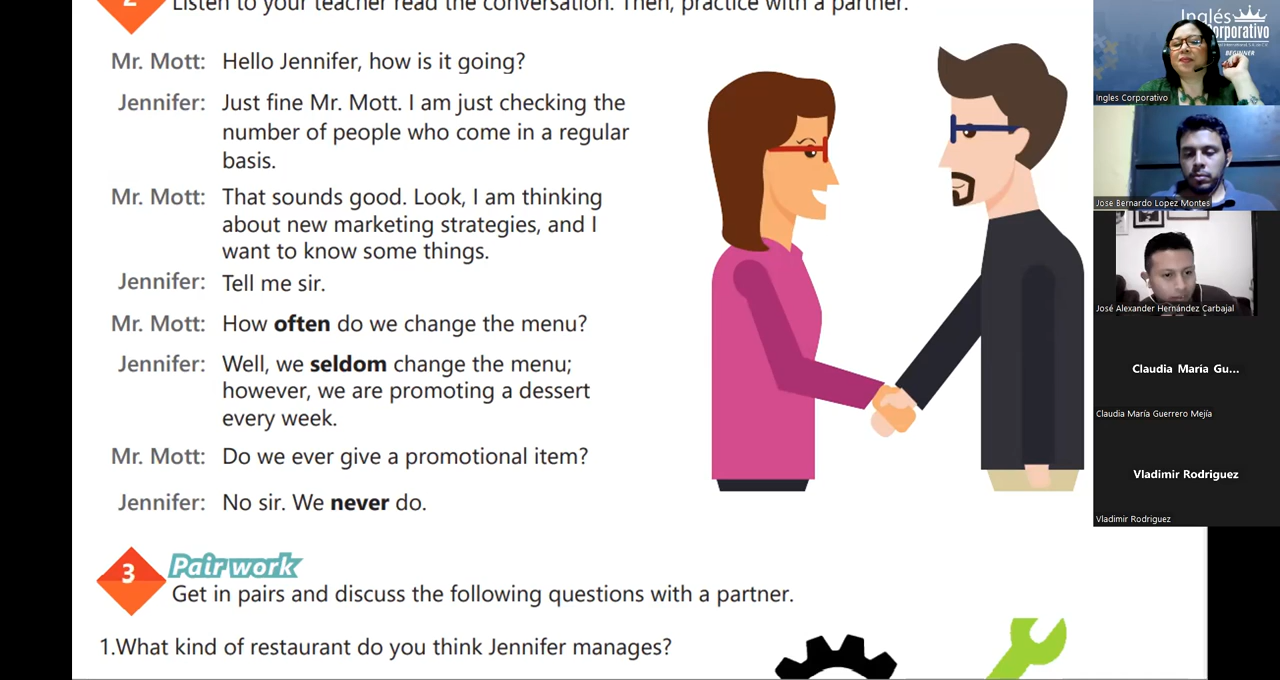 2
Listen to your teacher read the conversation. Then, practice with a partner.
Mr. Mott: Hello Jennifer, how is it going?
Jennifer: Just fine Mr. Mott. I am just checking the
number of people who come in a regular
basis.
Mr. Mott: That sounds good. Look, I am thinking
about new marketing strategies, and I
want to know some things.
Jennifer: Tell me sir.
Mr. Mott: How often do we change the menu?
Jennifer: Well, we seldom change the menu;
however, we are promoting a dessert
every week.
Mr. Mott: Do we ever give a promotional item?
Jennifer: No sir. We never do.
3
Pair work
Get in pairs and discuss the following questions with a partner.
1.What kind of restaurant do you think Jennifer manages?
Inglés
Corporativo
BEGINNER
Ingles Corporativo
Jose Bernardo Lopez Montes
José Alexander Hernández Carbajal
Claudia María Gu...
Claudia María Guerrero Mejía
Vladimir Rodriguez
Vladimir Rodriguez